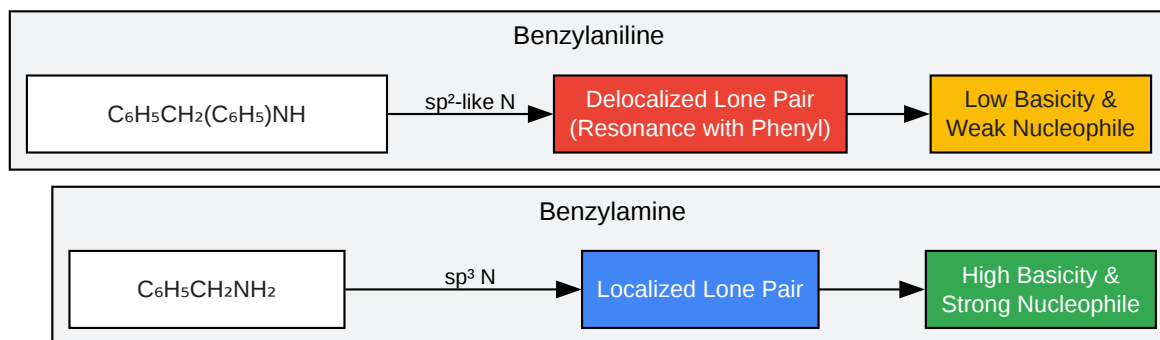 Benzylaniline
C₆H₅CH₂(C₆H₅)NH
sp²-like N
Delocalized Lone Pair
(Resonance with Phenyl)
Low Basicity &
Weak Nucleophile
Benzylamine
C₆H₅CH₂NH₂
sp³ N
Localized Lone Pair
High Basicity &
Strong Nucleophile